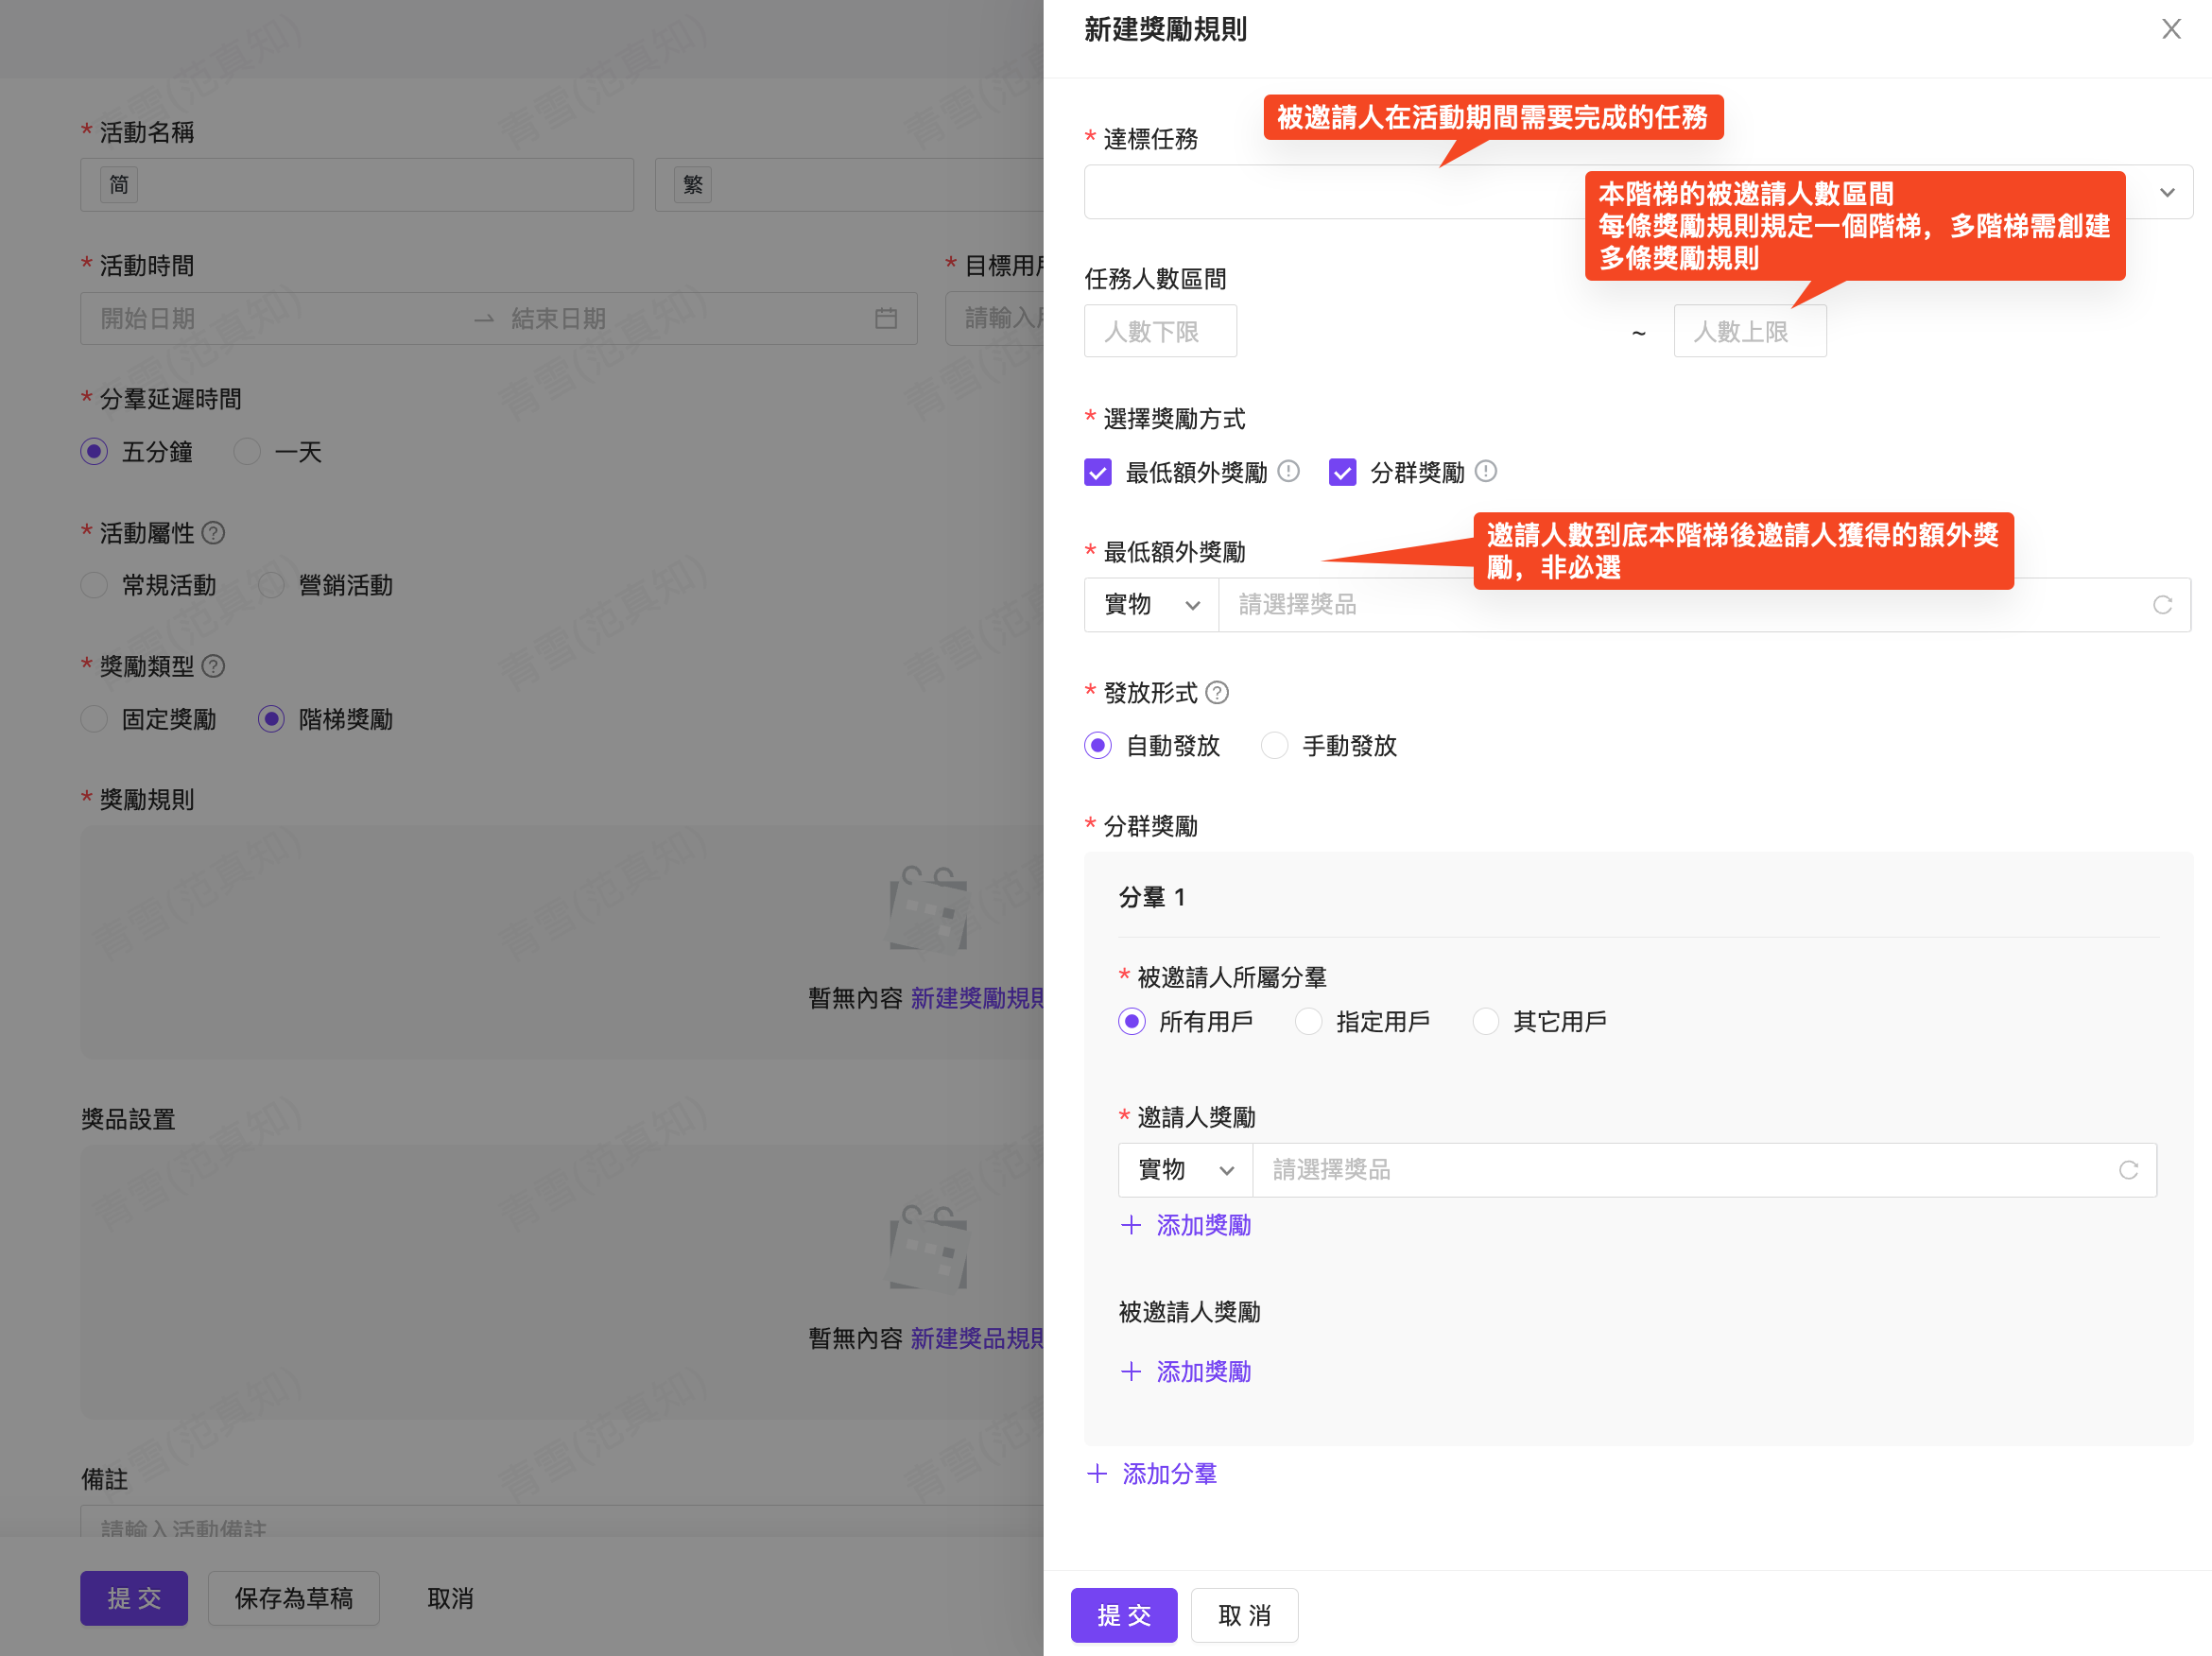 * 活動名稱
简
繁
* 活動時間
開始日期
結束日期
* 目標用戶
請輸入用
* 分羣延遲時間
五分鐘
一天
* 活動屬性
常規活動
營銷活動
* 獎勵類型
固定獎勵
階梯獎勵
* 獎勵規則
暫無內容 新建獎勵規則
獎品設置
暫無內容 新建獎品規則
備註
請輸入活動備註
提 交
保存為草稿
取消
新建獎勵規則
被邀請人在活動期間需要完成的任務
* 達標任務
本階梯的被邀請人數區間
每條獎勵規則規定一個階梯，多階梯需創建
多條獎勵規則
任務人數區間
人數下限
~
人數上限
* 選擇獎勵方式
最低額外獎勵
分群獎勵
邀請人數到底本階梯後邀請人獲得的額外獎
勵，非必選
* 最低額外獎勵
實物
請選擇獎品
* 發放形式
自動發放
手動發放
* 分群獎勵
分羣 1
* 被邀請人所屬分羣
所有用戶
指定用戶
其它用戶
* 邀請人獎勵
實物
請選擇獎品
+ 添加獎勵
被邀請人獎勵
+ 添加獎勵
+ 添加分羣
提 交
取 消
青雪(范真知)